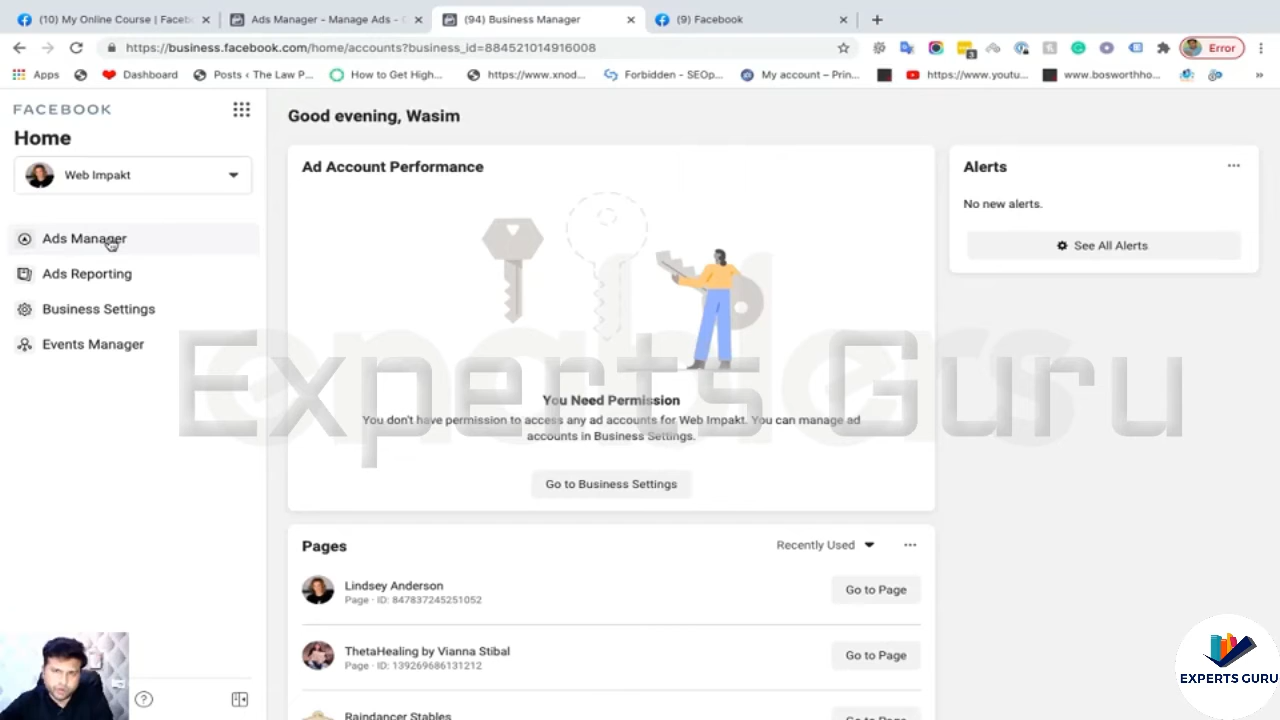 (10) My Online Course | Faceb
Ads Manager - Manage Ads - C
(94) Business Manager
(9) Facebook
https://business.facebook.com/home/accounts?business_id=884521014916008
3
Error
Apps
Dashboard
Posts ‹ The Law P...
How to Get High...
https://www.xnod...
Forbidden - SEOp...
My account – Prin...
https://www.youtu...
www.bosworthho...
»
FACEBOOK
Home
Web Impakt
Ads Manager
Ads Reporting
Business Settings
Events Manager
Good evening, Wasim
Ad Account Performance
You Need Permission
You don't have permission to access any ad accounts for Web Impakt. You can manage ad
accounts in Business Settings.
Go to Business Settings
Alerts
No new alerts.
See All Alerts
Experts Guru
Pages
Recently Used
Lindsey Anderson
Page · ID: 847837245251052
Go to Page
ThetaHealing by Vianna Stibal
Page · ID: 139269686131212
Go to Page
Raindancer Stables
Go to Page
EXPERTS GURU